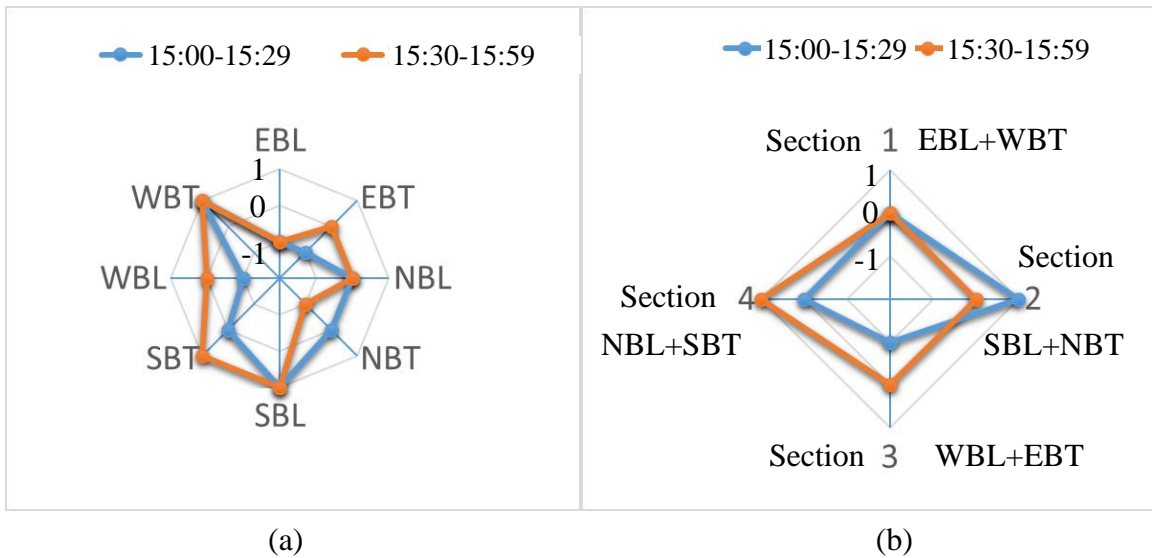 15:00-15:29 15:30-15:59
EBL
1
WBT 0 EBT
-1
WBL NBL
SBT NBT
SBL
(a)
15:00-15:29 15:30-15:59
Section 1 EBL+WBT
1
0
-1
Section
Section 4 2
NBL+SBT SBL+NBT
Section 3 WBL+EBT
(b)